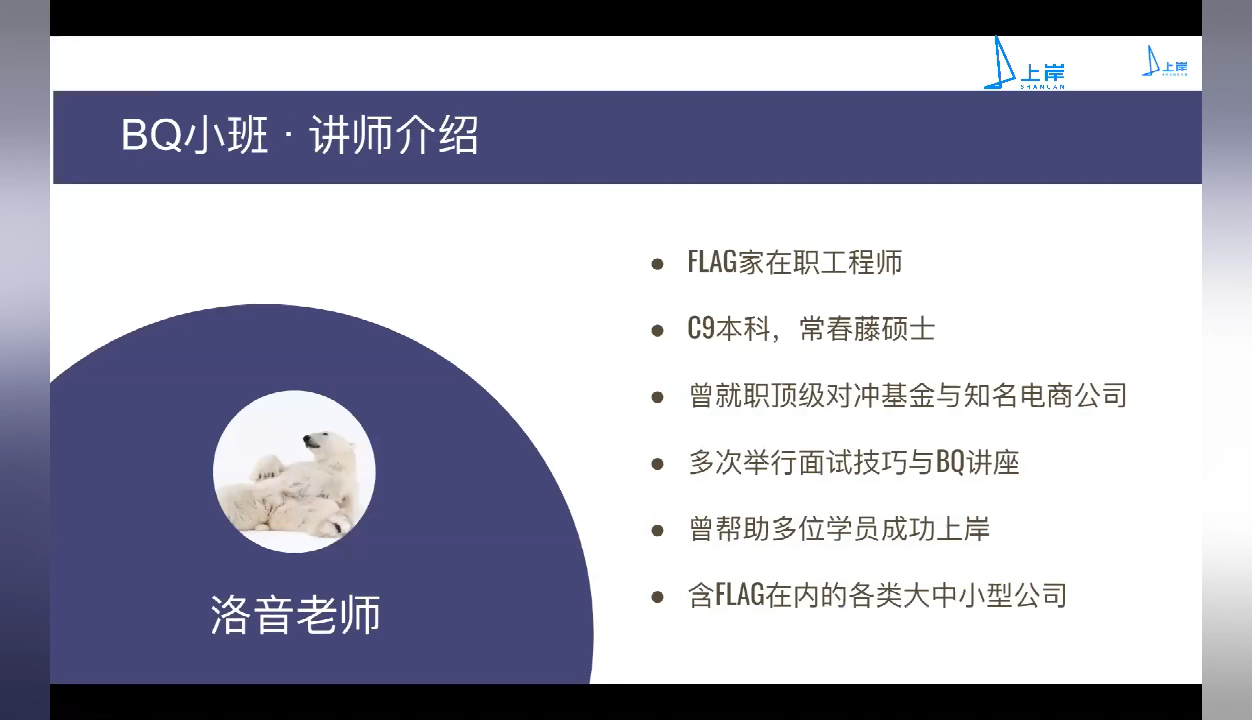 上岸
SHANGAN
上岸
BQ小班 · 讲师介绍
FLAG家在职工程师
C9本科，常春藤硕士
曾就职顶级对冲基金与知名电商公司
多次举行面试技巧与BQ讲座
曾帮助多位学员成功上岸
含FLAG在内的各类大中小型公司
洛音老师